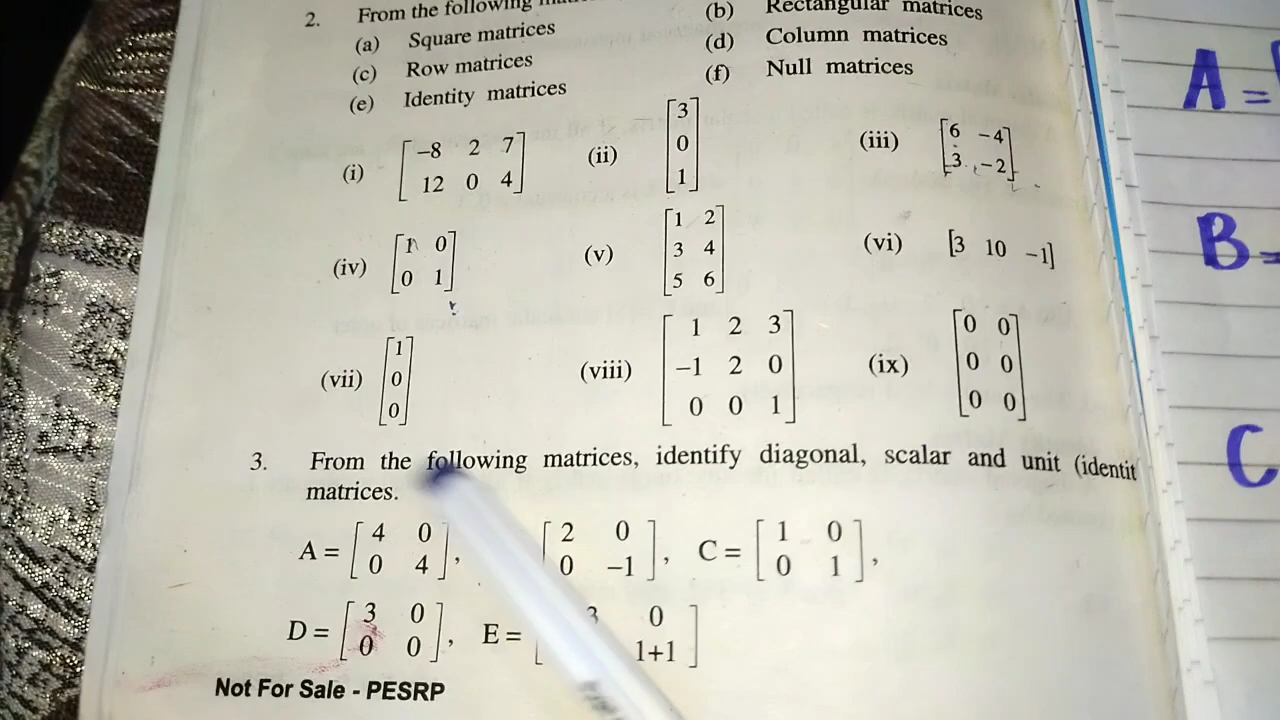 2. From the following
(a) Square matrices (b) Rectangular matrices
(c) Row matrices (d) Column matrices
(e) Identity matrices (f) Null matrices
(i) [-8 2 7
12 0 4]
(ii) [3
0
1]
(iii) [6 -4
3 -2]
(iv) [1 0
0 1]
(v) [1 2
3 4
5 6]
(vi) [3 10 -1]
(vii) [1
0
0]
(viii) [1 2 3
-1 2 0
0 0 1]
(ix) [0 0
0 0
0 0]
3. From the following matrices, identify diagonal, scalar and unit (identit
matrices.
A = [4 0
0 4],
[2 0
0 -1],
C = [1 0
0 1],
D = [3 0
0 0],
E = [3 0
1+1]
Not For Sale - PESRP
A =
B =
C